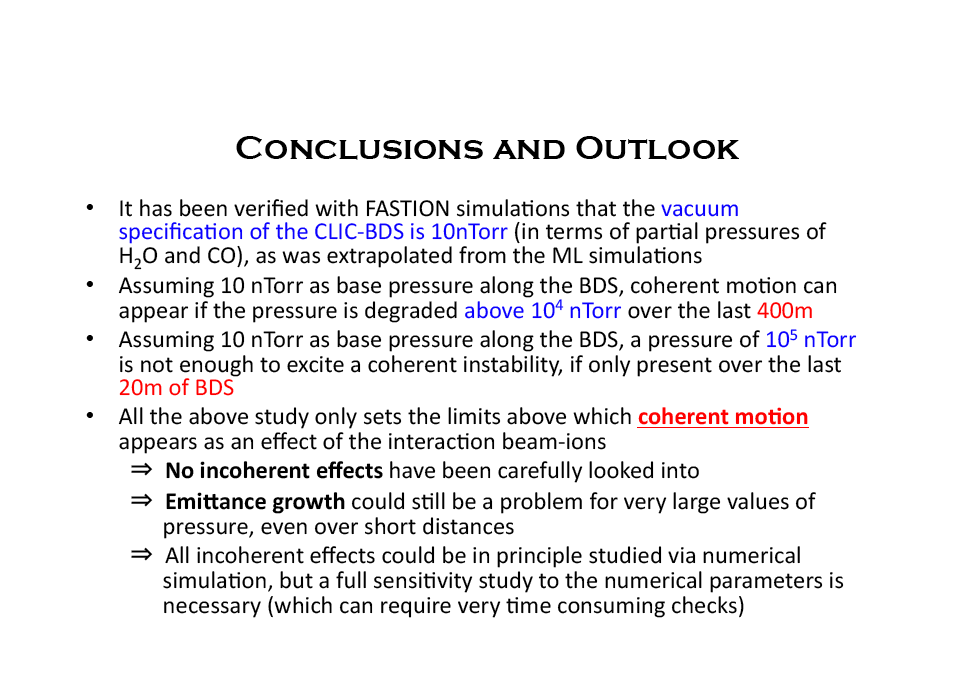 Conclusions and Outlook
• It has been verified with FASTION simulations that the vacuum
specification of the CLIC-BDS is 10nTorr (in terms of partial pressures of
H₂O and CO), as was extrapolated from the ML simulations
• Assuming 10 nTorr as base pressure along the BDS, coherent motion can
appear if the pressure is degraded above 10⁴ nTorr over the last 400m
• Assuming 10 nTorr as base pressure along the BDS, a pressure of 10⁵ nTorr
is not enough to excite a coherent instability, if only present over the last
20m of BDS
• All the above study only sets the limits above which coherent motion
appears as an effect of the interaction beam-ions
⇒ No incoherent effects have been carefully looked into
⇒ Emittance growth could still be a problem for very large values of
pressure, even over short distances
⇒ All incoherent effects could be in principle studied via numerical
simulation, but a full sensitivity study to the numerical parameters is
necessary (which can require very time consuming checks)